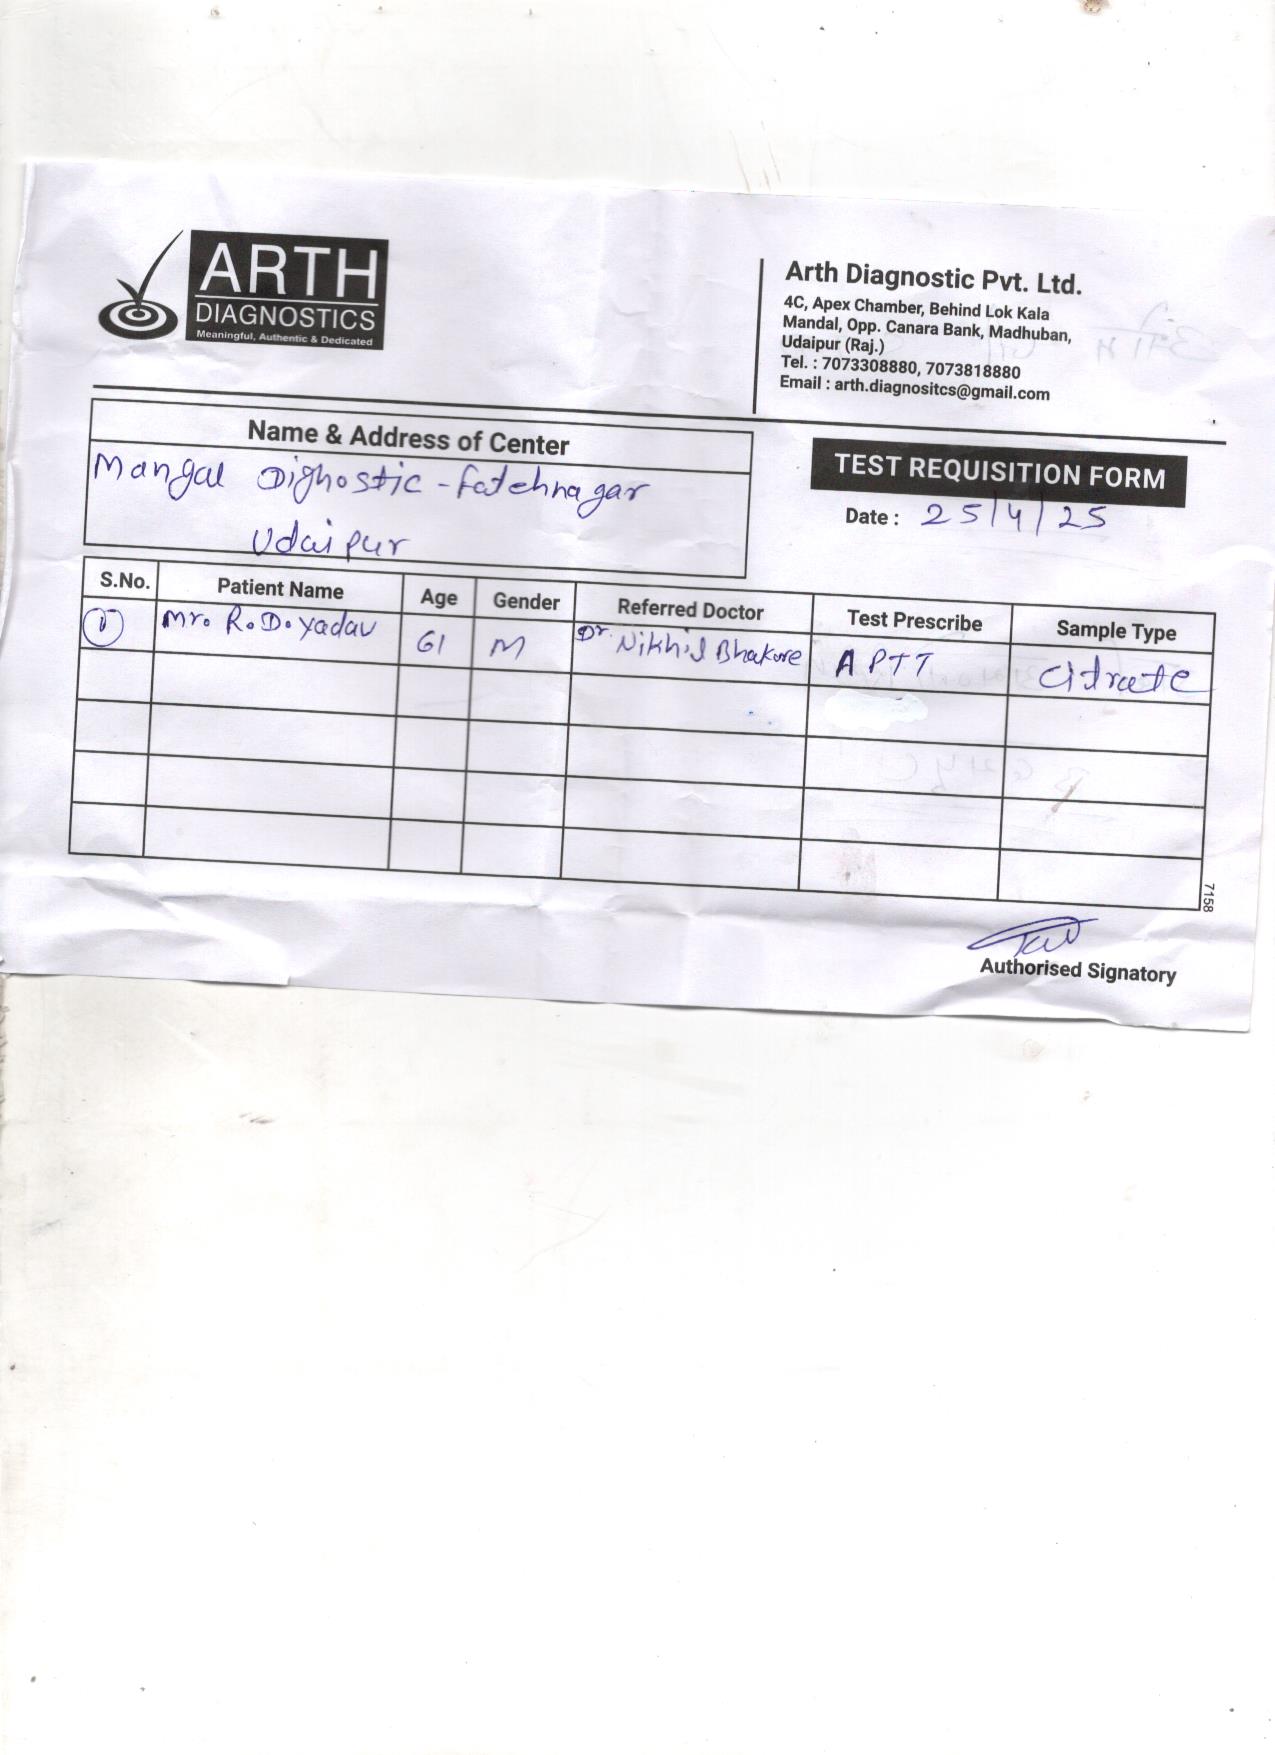 ARTH
DIAGNOSTICS
Meaningful, Authentic & Dedicated
Arth Diagnostic Pvt. Ltd.
4C, Apex Chamber, Behind Lok Kala
Mandal, Opp. Canara Bank, Madhuban,
Udaipur (Raj.)
Tel. : 7073308880, 7073818880
Email : arth.diagnositcs@gmail.com
Name & Address of Center
Mangal Dighostic - Fatehnagar
Udaipur
TEST REQUISITION FORM
Date : 25/4/25
S.No. Patient Name Age Gender Referred Doctor Test Prescribe Sample Type
1 Mr. R.D. Yadav 61 M Dr. Nikhil Bhakare APTT Citrate
7158
Authorised Signatory